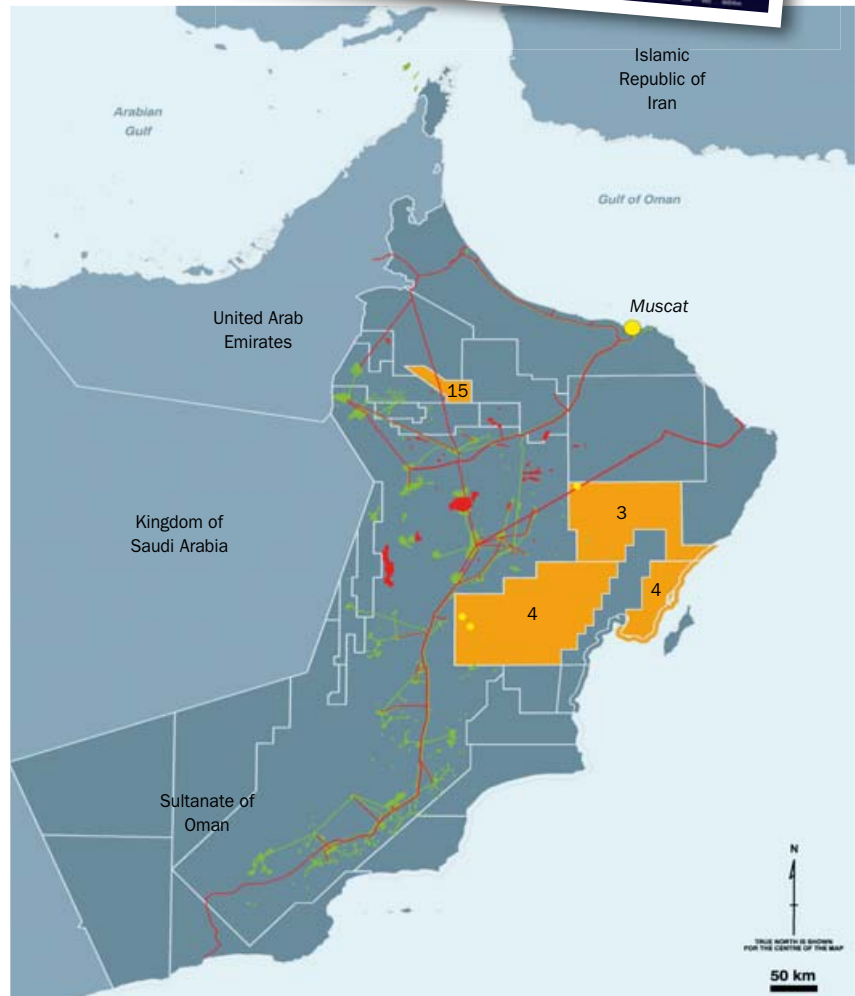 Islamic
Republic of
Iran
Arabian
Gulf
Gulf of Oman
Muscat
United Arab
Emirates
15
3
Kingdom of
Saudi Arabia
4
4
Sultanate of
Oman
N
TRUE NORTH IS SHOWN
FOR THE CENTRE OF THE MAP
50 km